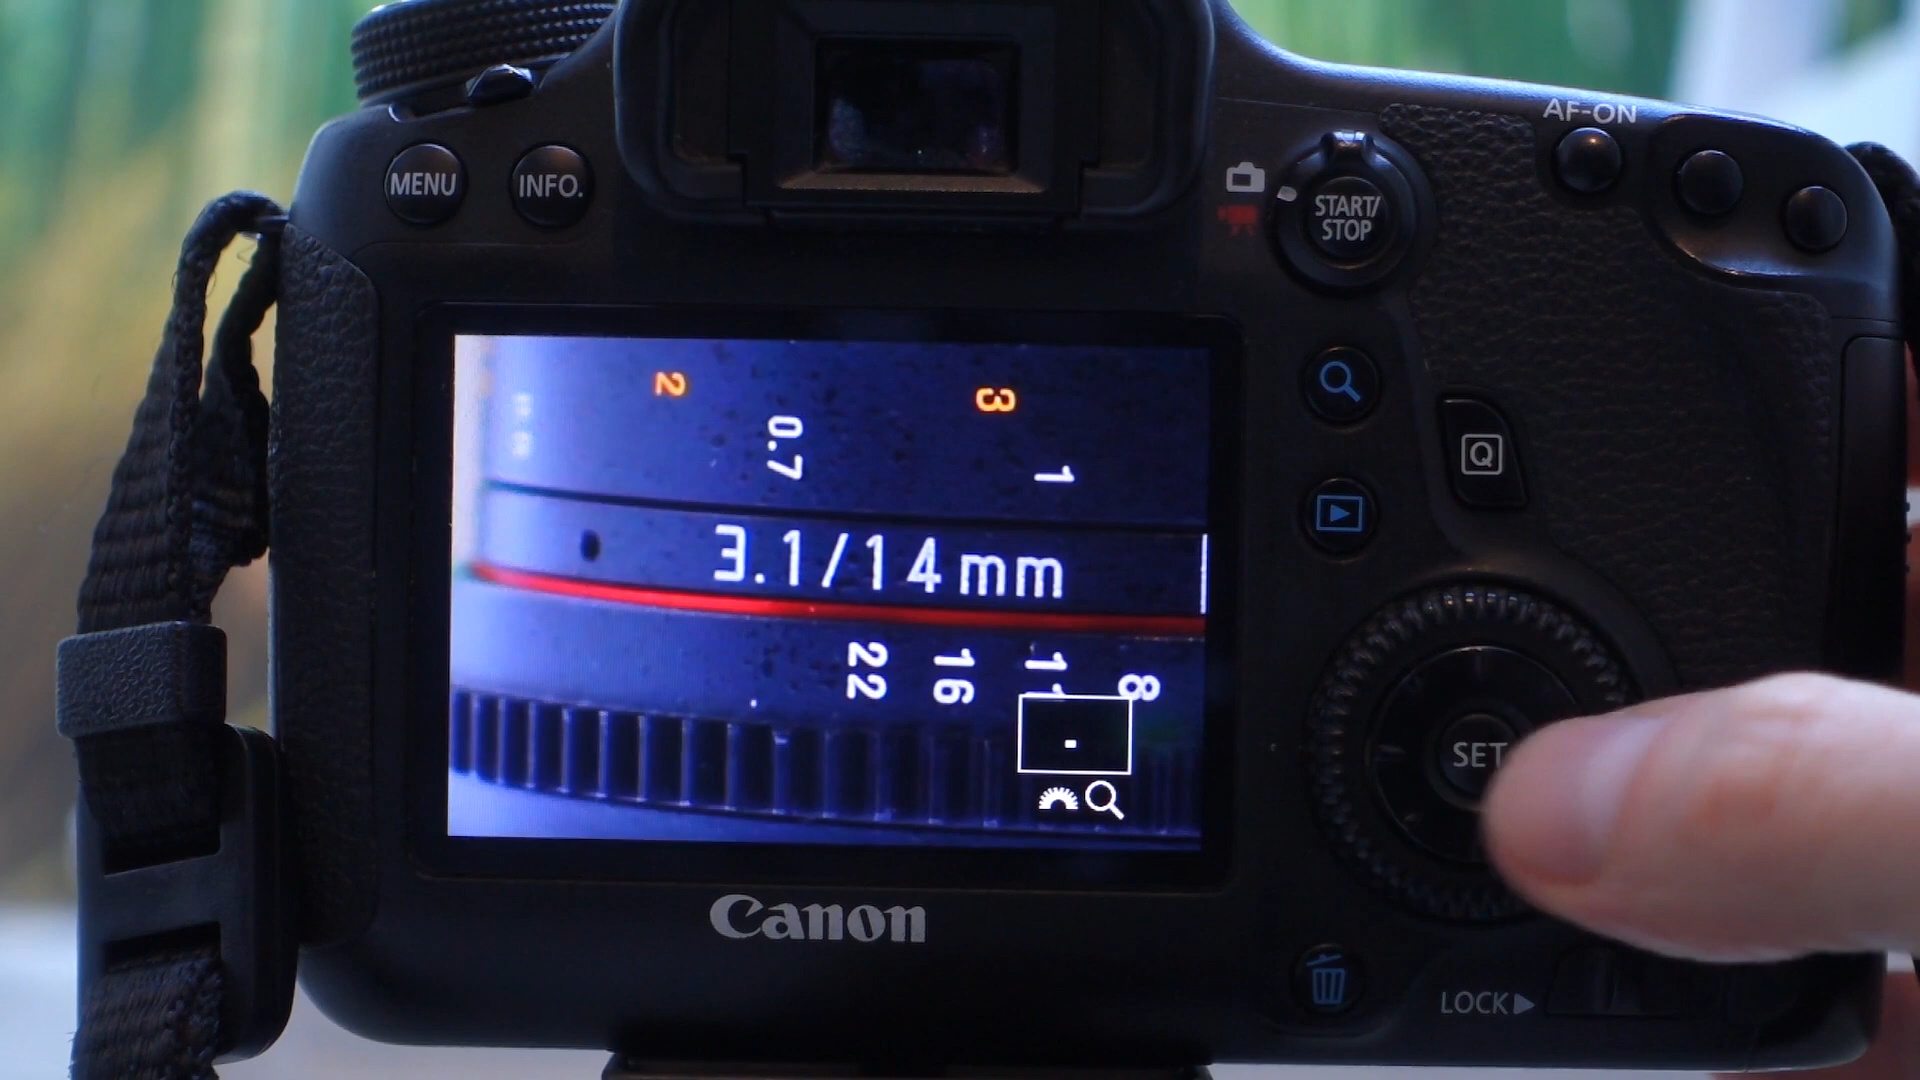 AF-ON
MENU
INFO.
START/
STOP
Q
2
3
0.7
1
3.1/14mm
22
16
11
8
SET
Canon
LOCK